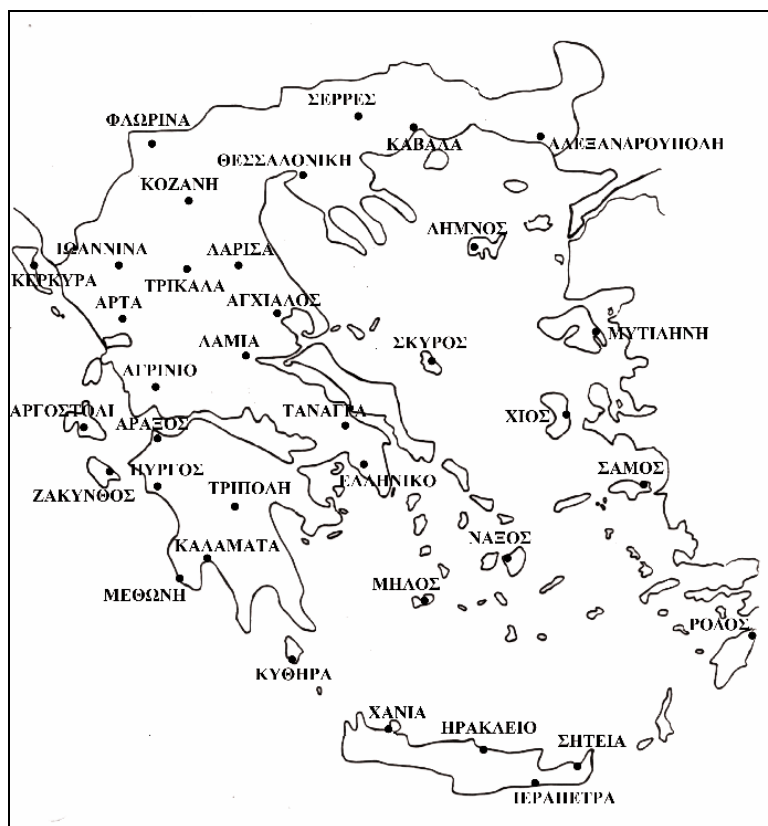 ΣΕΡΡΕΣ
ΦΛΩΡΙΝΑ
ΚΑΒΑΛΑ
ΑΛΕΞΑΝΔΡΟΥΠΟΛΗ
ΘΕΣΣΑΛΟΝΙΚΗ
ΚΟΖΑΝΗ
ΛΗΜΝΟΣ
ΙΩΑΝΝΙΝΑ
ΛΑΡΙΣΑ
ΚΕΡΚΥΡΑ
ΤΡΙΚΑΛΑ
ΑΡΤΑ
ΑΓΧΙΑΛΟΣ
ΜΥΤΙΛΗΝΗ
ΛΑΜΙΑ
ΣΚΥΡΟΣ
ΑΓΡΙΝΙΟ
ΑΡΓΟΣΤΟΛΙ
ΤΑΝΑΓΡΑ
ΧΙΟΣ
ΑΡΑΞΟΣ
ΠΥΡΓΟΣ
ΣΑΜΟΣ
ΕΛΛΗΝΙΚΟ
ΖΑΚΥΝΘΟΣ
ΤΡΙΠΟΛΗ
ΝΑΞΟΣ
ΚΑΛΑΜΑΤΑ
ΜΕΘΩΝΗ
ΜΗΛΟΣ
ΡΟΔΟΣ
ΚΥΘΗΡΑ
ΧΑΝΙΑ
ΗΡΑΚΛΕΙΟ
ΣΗΤΕΙΑ
ΙΕΡΑΠΕΤΡΑ